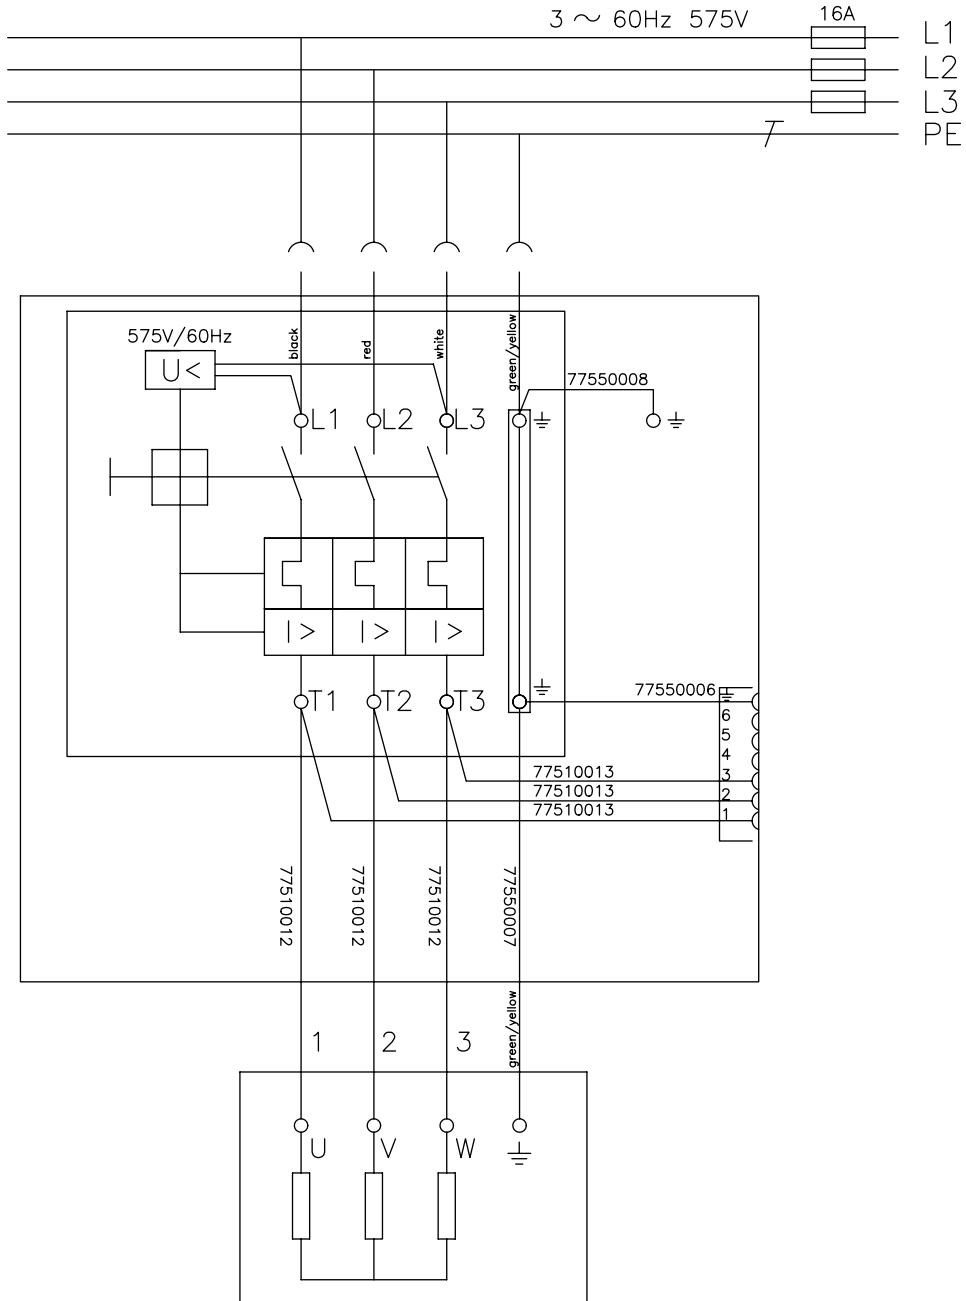 3 ~ 60Hz 575V
16A
L1
L2
L3
PE
575V/60Hz
U<
black
red
white
green/yellow
77550008
L1
L2
L3
I>
I>
I>
T1
T2
T3
77550006
6
5
4
3
2
1
77510013
77510013
77510013
77510012
77510012
77510012
77550007
green/yellow
1
2
3
U
V
W